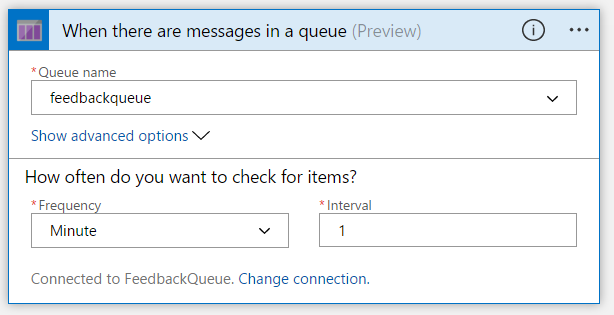 When there are messages in a queue (Preview)
* Queue name
feedbackqueue
Show advanced options
How often do you want to check for items?
* Frequency
* Interval
Minute
1
Connected to FeedbackQueue. Change connection.